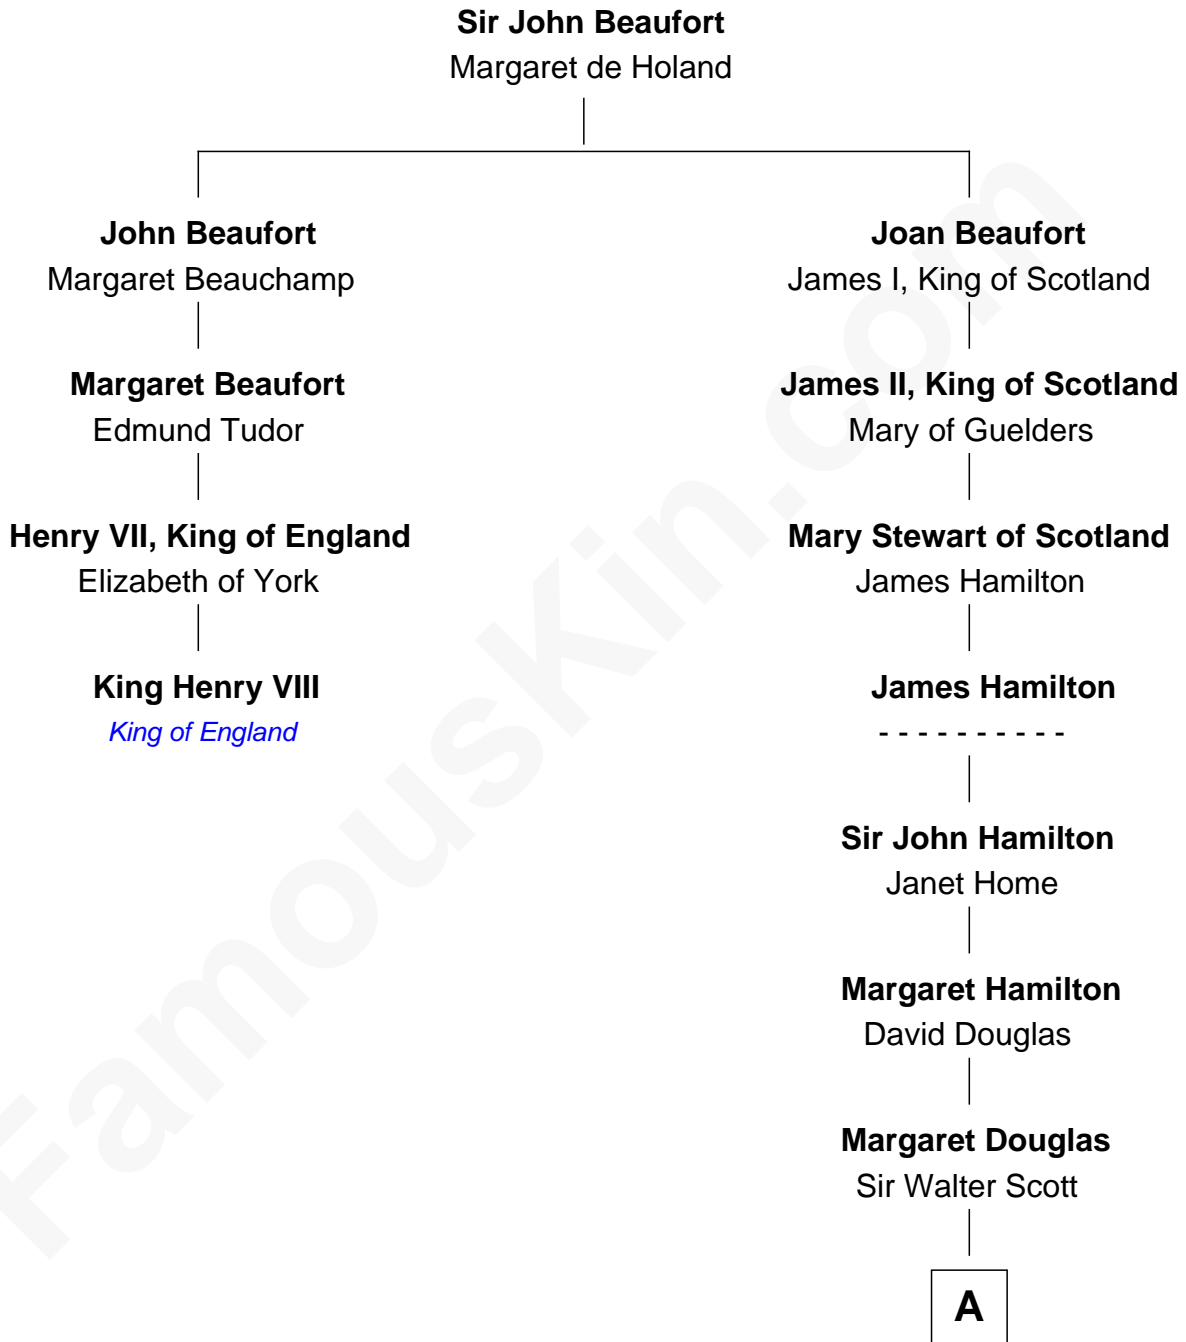 Sir John Beaufort
Margaret de Holand
John Beaufort
Margaret Beauchamp
Margaret Beaufort
Edmund Tudor
Henry VII, King of England
Elizabeth of York
King Henry VIII
King of England
Joan Beaufort
James I, King of Scotland
James II, King of Scotland
Mary of Guelders
Mary Stewart of Scotland
James Hamilton
James Hamilton
- - - - - - - - - -
Sir John Hamilton
Janet Home
Margaret Hamilton
David Douglas
Margaret Douglas
Sir Walter Scott
A
FamousKin.com